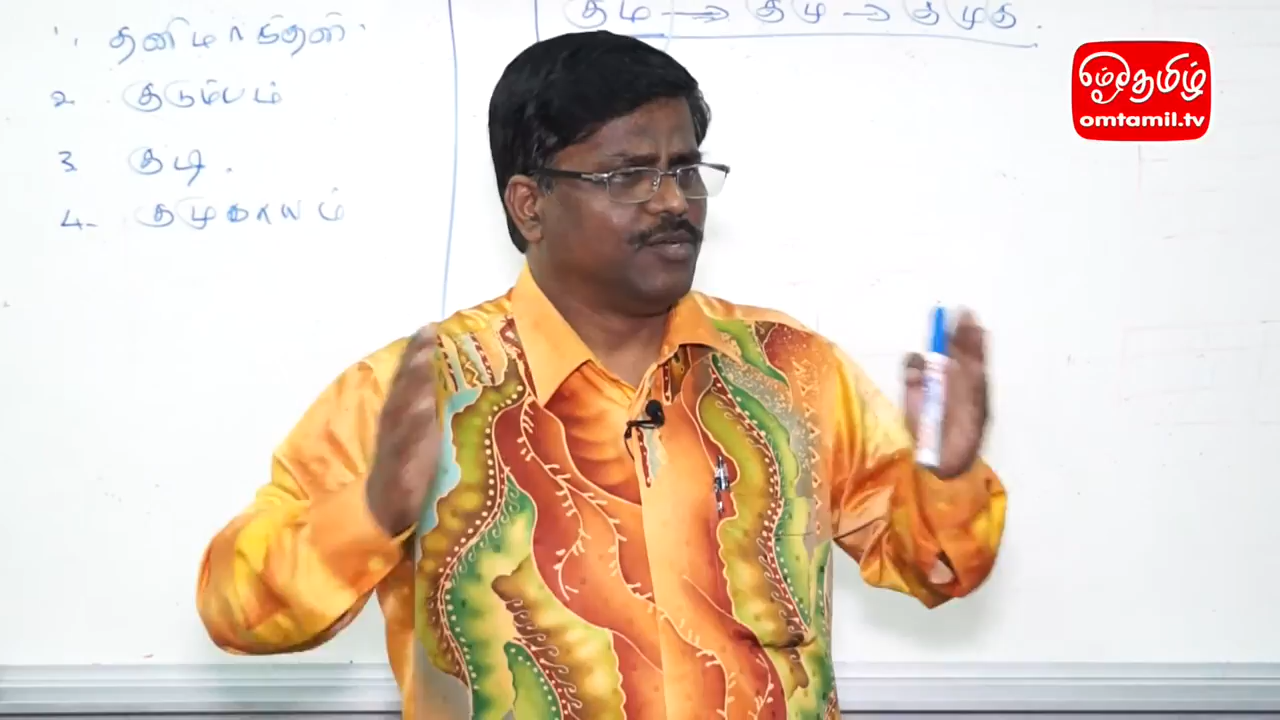 1. தனிமாந்தன்.
2. குடும்பம்
3. குடி.
4. குமுகாயம்
கும் → குமு → குமுக .
ஓம்தமிழ்
omtamil.tv